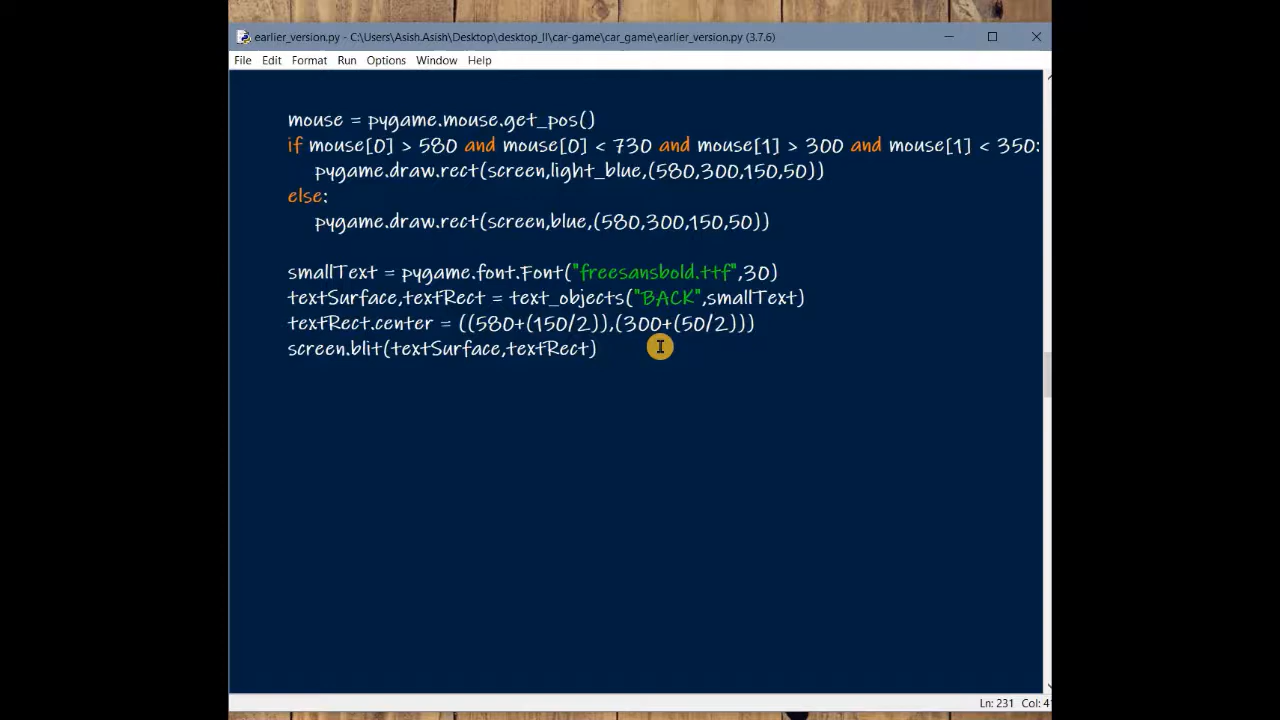 earlier_version.py - C:\Users\Asish.Asish\Desktop\desktop_II\car-game\car_game\earlier_version.py (3.7.6)
File Edit Format Run Options Window Help
mouse = pygame.mouse.get_pos()
if mouse[0] > 580 and mouse[0] < 730 and mouse[1] > 300 and mouse[1] < 350:
pygame.draw.rect(screen,light_blue,(580,300,150,50))
else:
pygame.draw.rect(screen,blue,(580,300,150,50))
smallText = pygame.font.Font("freesansbold.ttf",30)
textSurface,textRect = text_objects("BACK",smallText)
textRect.center = ((580+(150/2)),(300+(50/2)))
screen.blit(textSurface,textRect)
Ln: 231 Col: